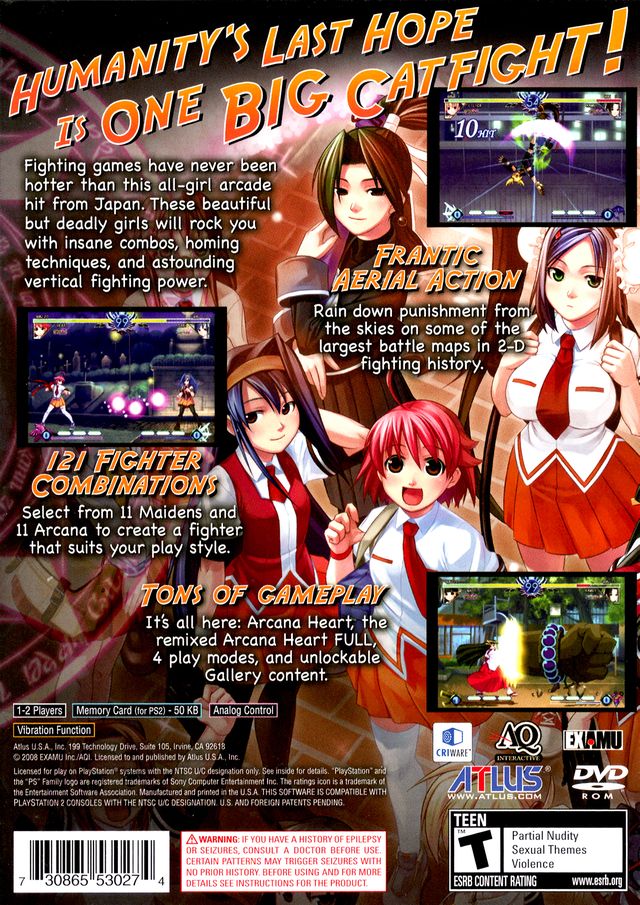 HUMANITY'S LAST HOPE
IS ONE BIG CATFIGHT!
Fighting games have never been
hotter than this all-girl arcade
hit from Japan. These beautiful
but deadly girls will rock you
with insane combos, homing
techniques, and astounding
vertical fighting power.
54
10 HIT
FRANTIC
AERIAL ACTION
Rain down punishment from
the skies on some of the
largest battle maps in 2-D
fighting history.
99
121 FIGHTER
COMBINATIONS
Select from 11 Maidens and
11 Arcana to create a fighter
that suits your play style.
TONS OF GAMEPLAY
It's all here: Arcana Heart, the
remixed Arcana Heart FULL,
4 play modes, and unlockable
Gallery content.
99
1-2 Players
Memory Card (for PS2) - 50 KB
Analog Control
Vibration Function
Atlus U.S.A., Inc. 199 Technology Drive, Suite 105, Irvine, CA 92618
© 2008 EXAMU Inc./AQI. Licensed to and published by Atlus U.S.A., Inc.
Licensed for play on PlayStation® systems with the NTSC U/C designation only. See inside for details. "PlayStation" and
the "PS" Family logo are registered trademarks of Sony Computer Entertainment Inc. The ratings icon is a trademark of
the Entertainment Software Association. Manufactured and printed in the U.S.A. THIS SOFTWARE IS COMPATIBLE WITH
PLAYSTATION 2 CONSOLES WITH THE NTSC U/C DESIGNATION. U.S. AND FOREIGN PATENTS PENDING.
CRIWARE™
AQ
INTERACTIVE
EXAMU
ATLUS®
WWW.ATLUS.COM
DVD
ROM
7 30865 53027 4
WARNING: IF YOU HAVE A HISTORY OF EPILEPSY
OR SEIZURES, CONSULT A DOCTOR BEFORE USE.
CERTAIN PATTERNS MAY TRIGGER SEIZURES WITH
NO PRIOR HISTORY. BEFORE USING AND FOR MORE
DETAILS SEE INSTRUCTIONS FOR THE PRODUCT.
TEEN
T™
Partial Nudity
Sexual Themes
Violence
ESRB CONTENT RATING
www.esrb.org